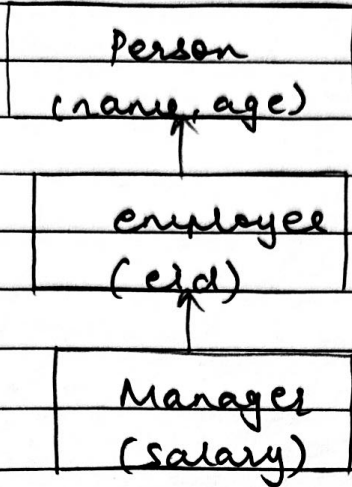 Person
(name, age)
employee
(eid)
Manager
(salary)